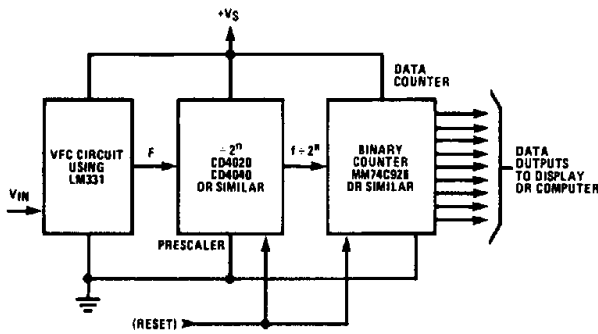 +VS
DATA
COUNTER
VFC CIRCUIT
USING
LM331
F
÷ 2ⁿ
CD4020
CD4040
OR SIMILAR
f ÷ 2ⁿ
BINARY
COUNTER
MM74C926
OR SIMILAR
DATA
OUTPUTS
TO DISPLAY
OR COMPUTER
VIN
PRESCALER
(RESET)